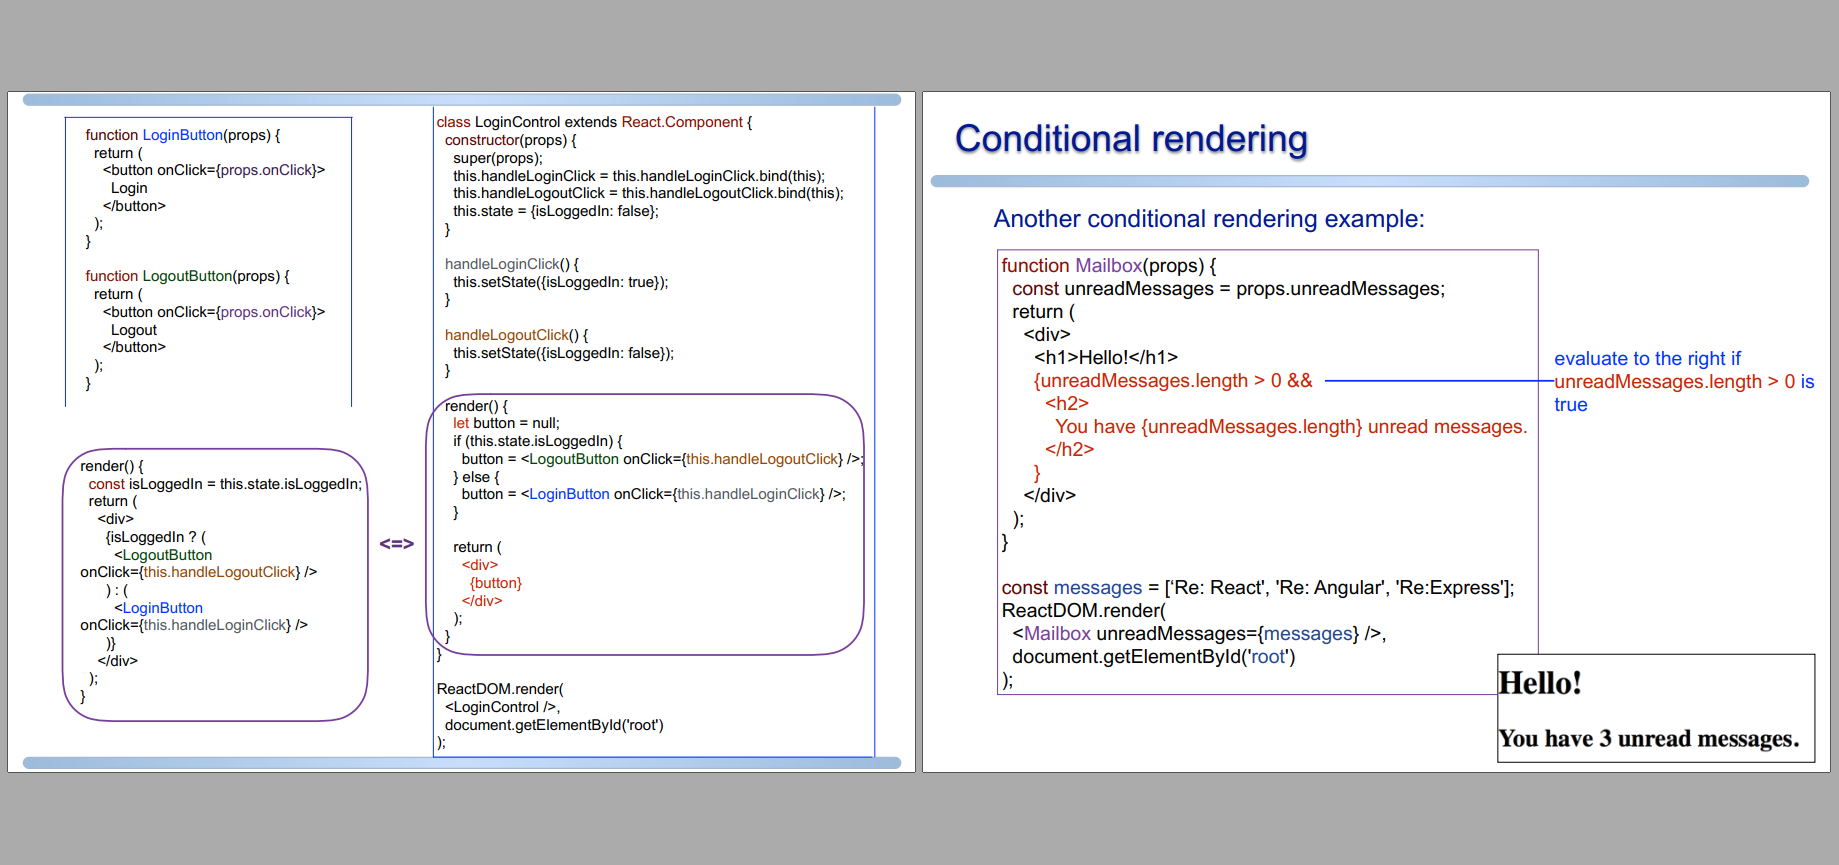 function LoginButton(props) {
return (
<button onClick={props.onClick}>
Login
</button>
);
}
function LogoutButton(props) {
return (
<button onClick={props.onClick}>
Logout
</button>
);
}
render() {
const isLoggedIn = this.state.isLoggedIn;
return (
<div>
{isLoggedIn ? (
<LogoutButton
onClick={this.handleLogoutClick} />
) : (
<LoginButton
onClick={this.handleLoginClick} />
)}
</div>
);
}
<=>
class LoginControl extends React.Component {
constructor(props) {
super(props);
this.handleLoginClick = this.handleLoginClick.bind(this);
this.handleLogoutClick = this.handleLogoutClick.bind(this);
this.state = {isLoggedIn: false};
}
handleLoginClick() {
this.setState({isLoggedIn: true});
}
handleLogoutClick() {
this.setState({isLoggedIn: false});
}
render() {
let button = null;
if (this.state.isLoggedIn) {
button = <LogoutButton onClick={this.handleLogoutClick} />;
} else {
button = <LoginButton onClick={this.handleLoginClick} />;
}
return (
<div>
{button}
</div>
);
}
}
ReactDOM.render(
<LoginControl />,
document.getElementById('root')
);
Conditional rendering
Another conditional rendering example:
function Mailbox(props) {
const unreadMessages = props.unreadMessages;
return (
<div>
<h1>Hello!</h1>
{unreadMessages.length > 0 &&
<h2>
You have {unreadMessages.length} unread messages.
</h2>
}
</div>
);
}
const messages = [‘Re: React', 'Re: Angular', 'Re:Express'];
ReactDOM.render(
<Mailbox unreadMessages={messages} />,
document.getElementById('root')
);
evaluate to the right if
unreadMessages.length > 0 is
true
Hello!
You have 3 unread messages.